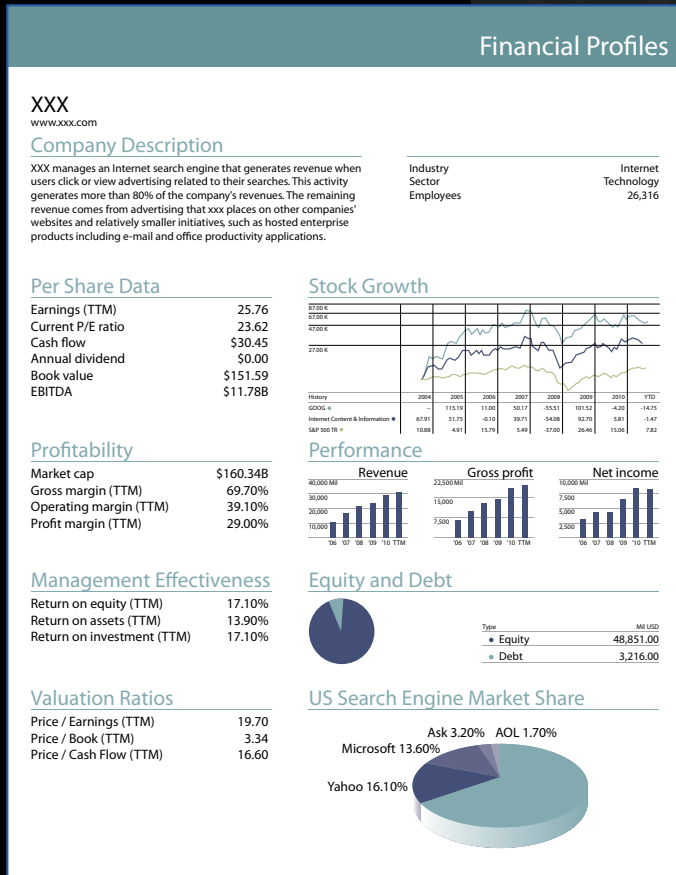 Financial Profiles
XXX
www.xxx.com
Company Description
XXX manages an Internet search engine that generates revenue when
users click or view advertising related to their searches. This activity
generates more than 80% of the company's revenues. The remaining
revenue comes from advertising that xxx places on other companies'
websites and relatively smaller initiatives, such as hosted enterprise
products including e-mail and office productivity applications.
Industry Internet
Sector Technology
Employees 26,316
Per Share Data
Earnings (TTM) 25.76
Current P/E ratio 23.62
Cash flow $30.45
Annual dividend $0.00
Book value $151.59
EBITDA $11.78B
Stock Growth
87.00 K
67.00 K
47.00 K
27.00 K
History 2004 2005 2006 2007 2008 2009 2010 YTD
GOOG -- 115.19 11.00 50.17 -55.51 101.52 -4.20 -14.75
Internet Content & Information 67.91 51.75 -0.10 39.71 -54.08 92.70 5.81 -1.47
S&P 500 TR 10.88 4.91 15.79 5.49 -37.00 26.46 15.06 7.82
Profitability
Market cap $160.34B
Gross margin (TTM) 69.70%
Operating margin (TTM) 39.10%
Profit margin (TTM) 29.00%
Performance
Revenue
40,000 Mil
30,000
20,000
10,000
'06 '07 '08 '09 '10 TTM
Gross profit
22,500 Mil
15,000
7,500
'06 '07 '08 '09 '10 TTM
Net income
10,000 Mil
7,500
5,000
2,500
'06 '07 '08 '09 '10 TTM
Management Effectiveness
Return on equity (TTM) 17.10%
Return on assets (TTM) 13.90%
Return on investment (TTM) 17.10%
Equity and Debt
Type Mil USD
Equity 48,851.00
Debt 3,216.00
Valuation Ratios
Price / Earnings (TTM) 19.70
Price / Book (TTM) 3.34
Price / Cash Flow (TTM) 16.60
US Search Engine Market Share
Ask 3.20% AOL 1.70%
Microsoft 13.60%
Yahoo 16.10%